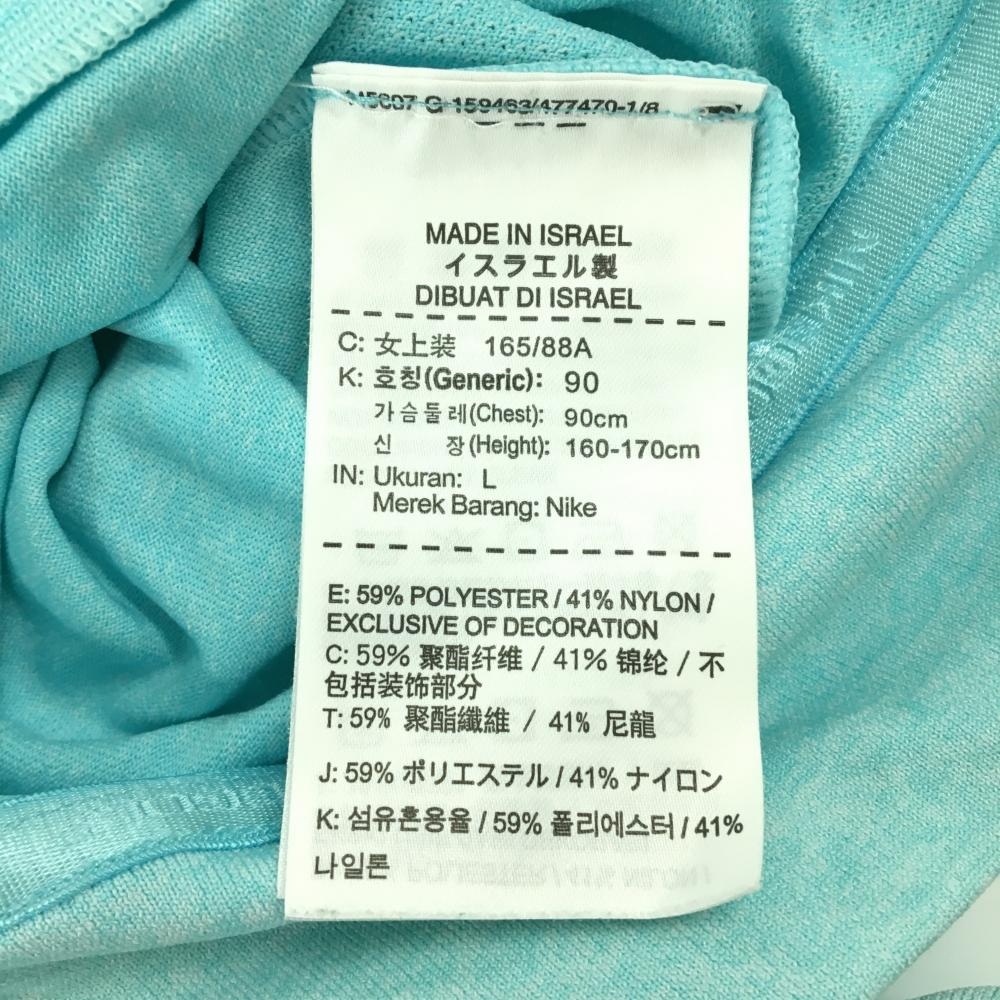 G 159463/477470-1/8
MADE IN ISRAEL
イスラエル製
DIBUAT DI ISRAEL
C: 女上装 165/88A
K: 호칭(Generic): 90
가슴둘레(Chest): 90cm
신 장(Height): 160-170cm
IN: Ukuran: L
Merek Barang: Nike
E: 59% POLYESTER / 41% NYLON /
EXCLUSIVE OF DECORATION
C: 59% 聚酯纤维 / 41% 锦纶 / 不
包括装饰部分
T: 59% 聚酯纖維 / 41% 尼龍
J: 59% ポリエステル / 41% ナイロン
K: 섬유혼용율 / 59% 폴리에스터 / 41%
나일론